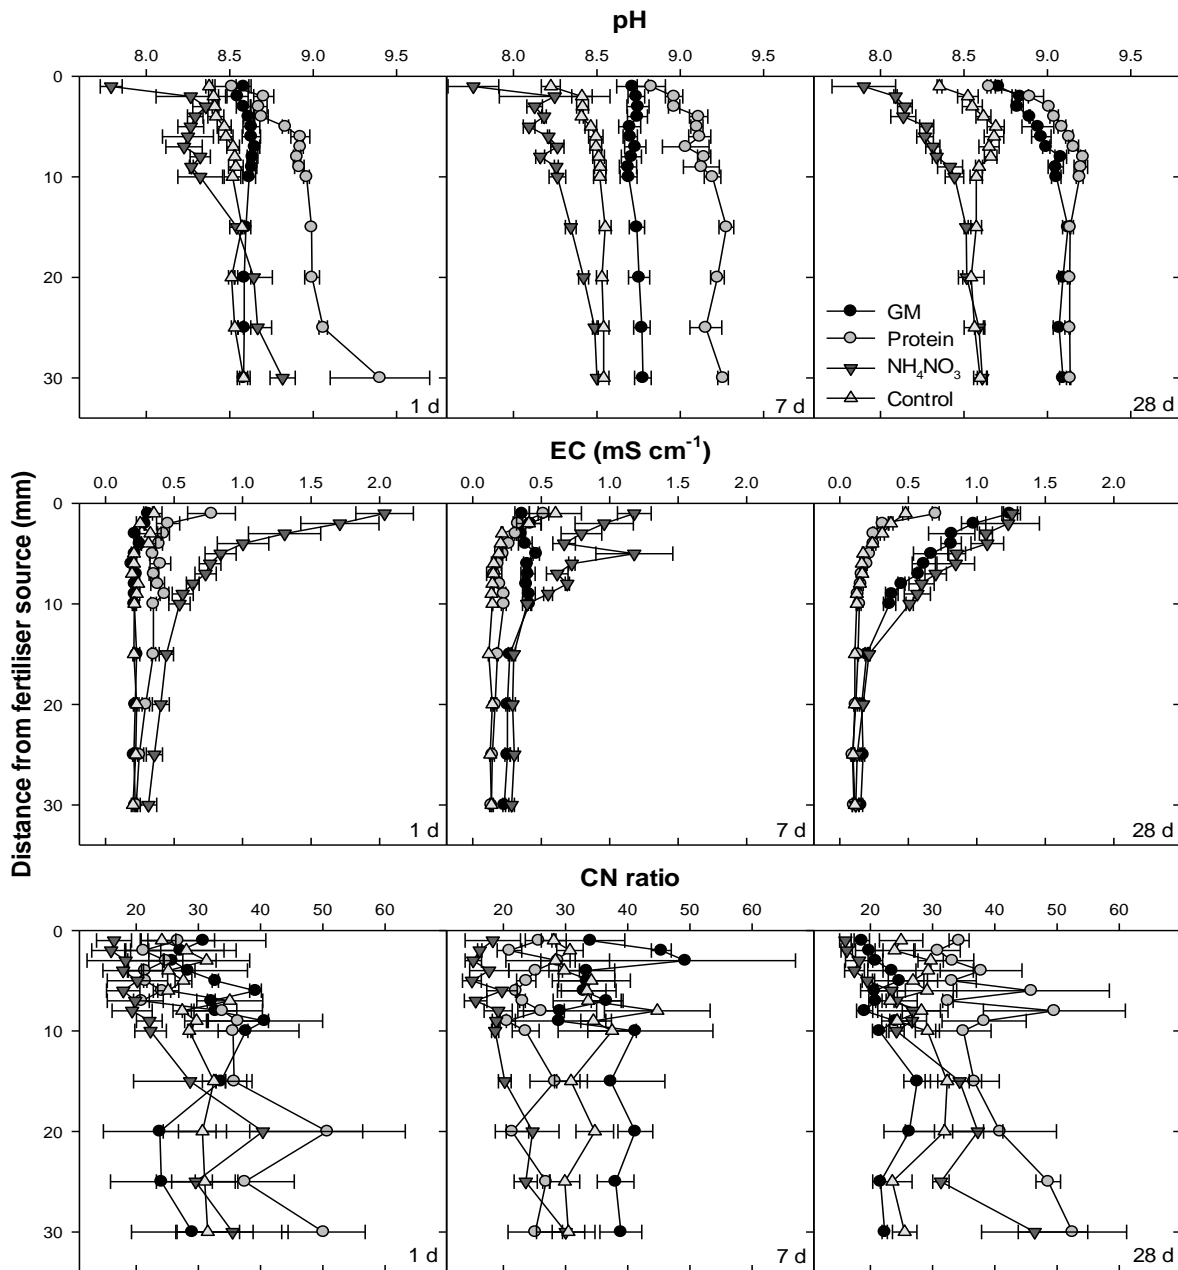 pH
8.0 8.5 9.0 9.5 8.0 8.5 9.0 9.5 8.0 8.5 9.0 9.5
0
10
20
30
GM
Protein
NH₄NO₃
Control
1 d 7 d 28 d
EC (mS cm⁻¹)
0.0 0.5 1.0 1.5 2.0 0.0 0.5 1.0 1.5 2.0 0.0 0.5 1.0 1.5 2.0
Distance from fertiliser source (mm)
0
10
20
30
1 d 7 d 28 d
CN ratio
20 30 40 50 60 20 30 40 50 60 20 30 40 50 60
0
10
20
30
1 d 7 d 28 d